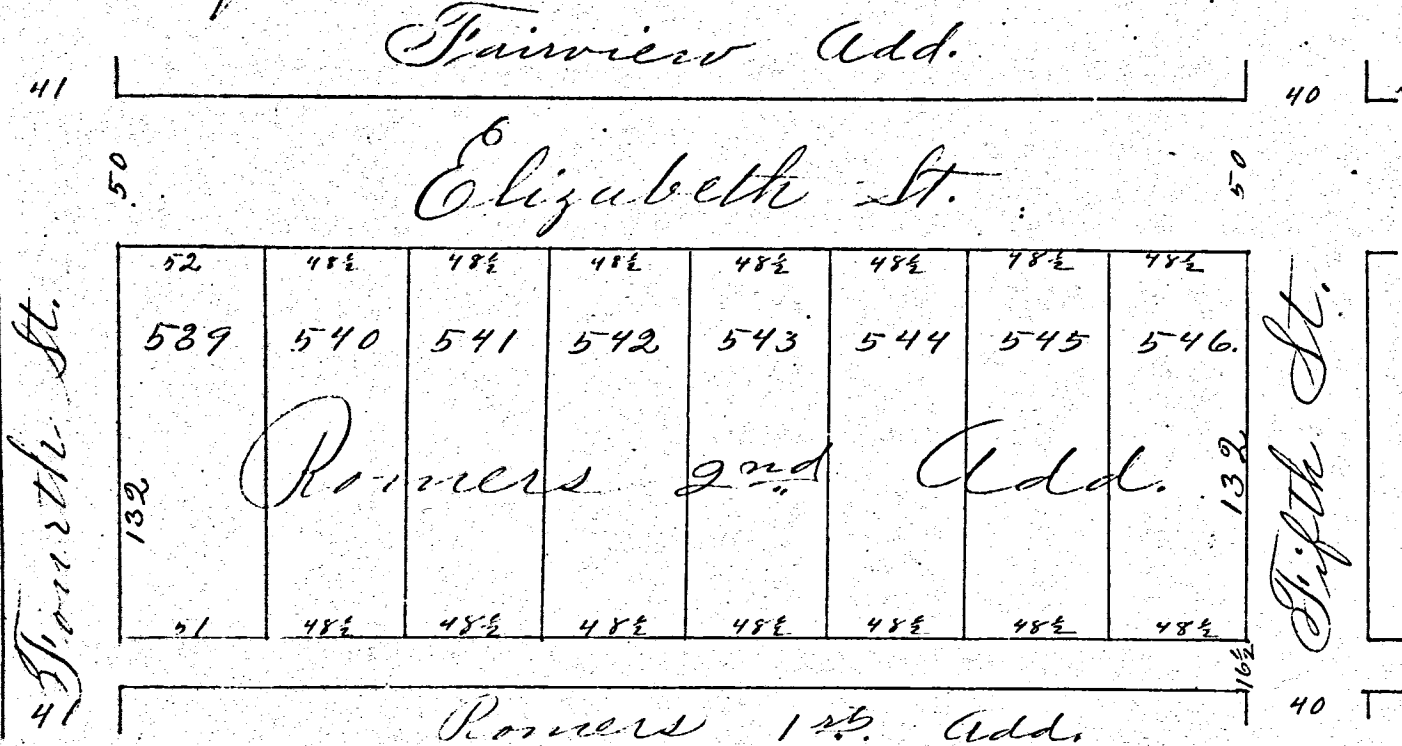 Fairview Add.
41 40
50 Elizabeth St. 50
52 48½ 48½ 48½ 48½ 48½ 48½ 48½
539 540 541 542 543 544 545 546.
Fourth St.
Fifth St.
132 Romers 2nd Add. 132
51 48½ 48½ 48½ 48½ 48½ 48½ 48½
16½
41 40
Romers 1st. Add.